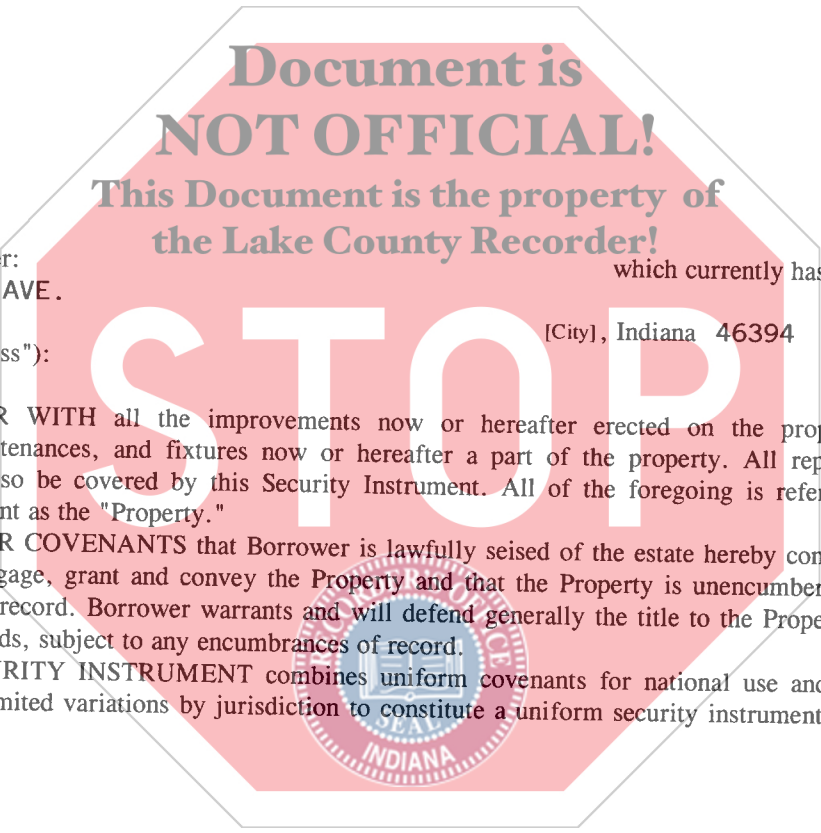 Document is
NOT OFFICIAL!
This Document is the property of
the Lake County Recorder!
r:
which currently has
AVE.
[City], Indiana 46394
ss"):
STOP
R WITH all the improvements now or hereafter erected on the prop
tenances, and fixtures now or hereafter a part of the property. All rep
so be covered by this Security Instrument. All of the foregoing is refer
nt as the "Property."
R COVENANTS that Borrower is lawfully seised of the estate hereby con
gage, grant and convey the Property and that the Property is unencumber
record. Borrower warrants and will defend generally the title to the Prope
ds, subject to any encumbrances of record.
RITY INSTRUMENT combines uniform covenants for national use and
mited variations by jurisdiction to constitute a uniform security instrument
RECORDER OFFICE
SEAL
INDIANA